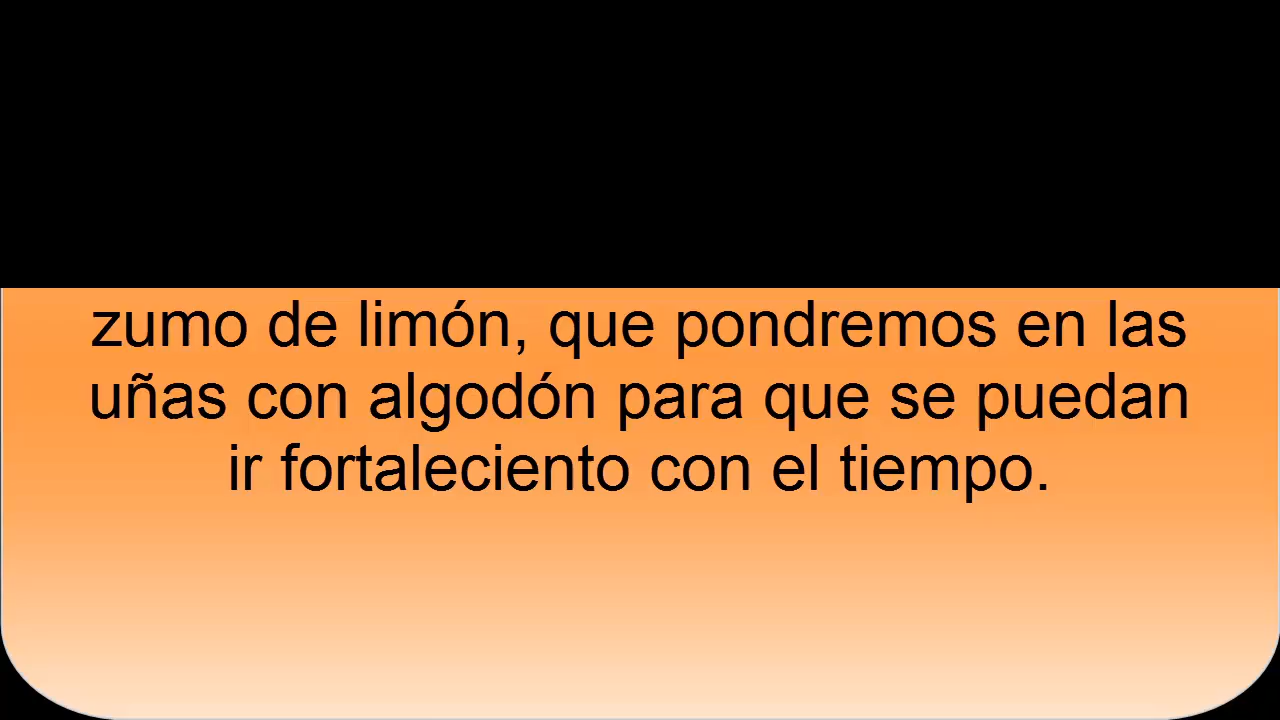 zumo de limón, que pondremos en las
uñas con algodón para que se puedan
ir fortaleciento con el tiempo.